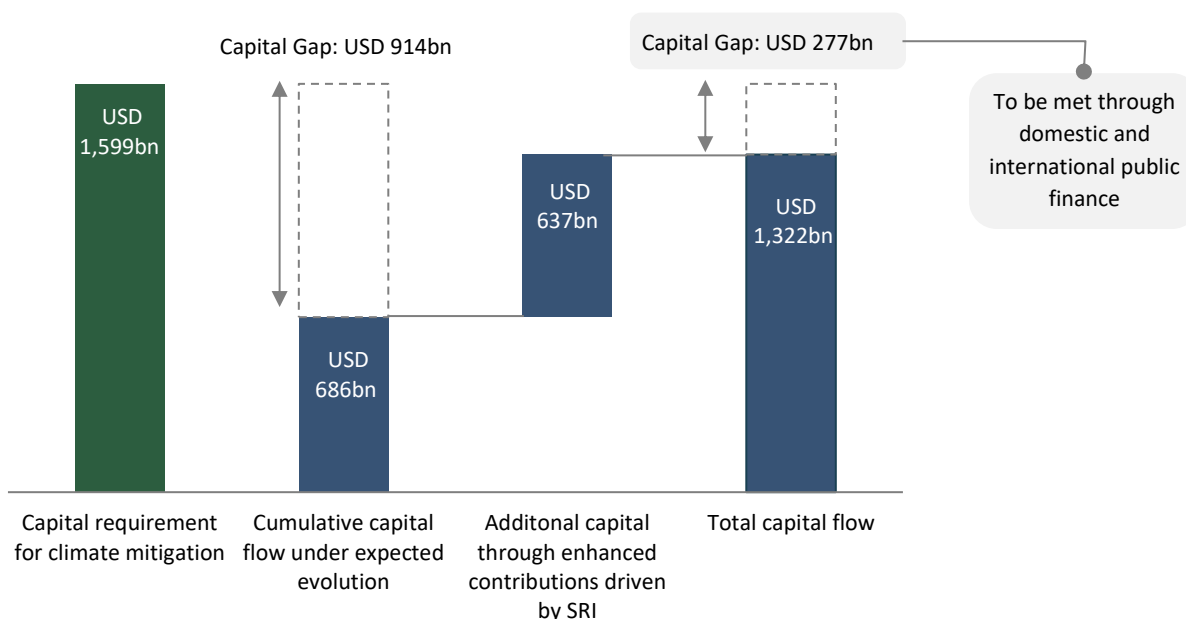 Capital Gap: USD 914bn
Capital Gap: USD 277bn
To be met through
domestic and
international public
finance
USD
1,599bn
USD
686bn
USD
637bn
USD
1,322bn
Capital requirement
for climate mitigation
Cumulative capital
flow under expected
evolution
Additonal capital
through enhanced
contributions driven
by SRI
Total capital flow